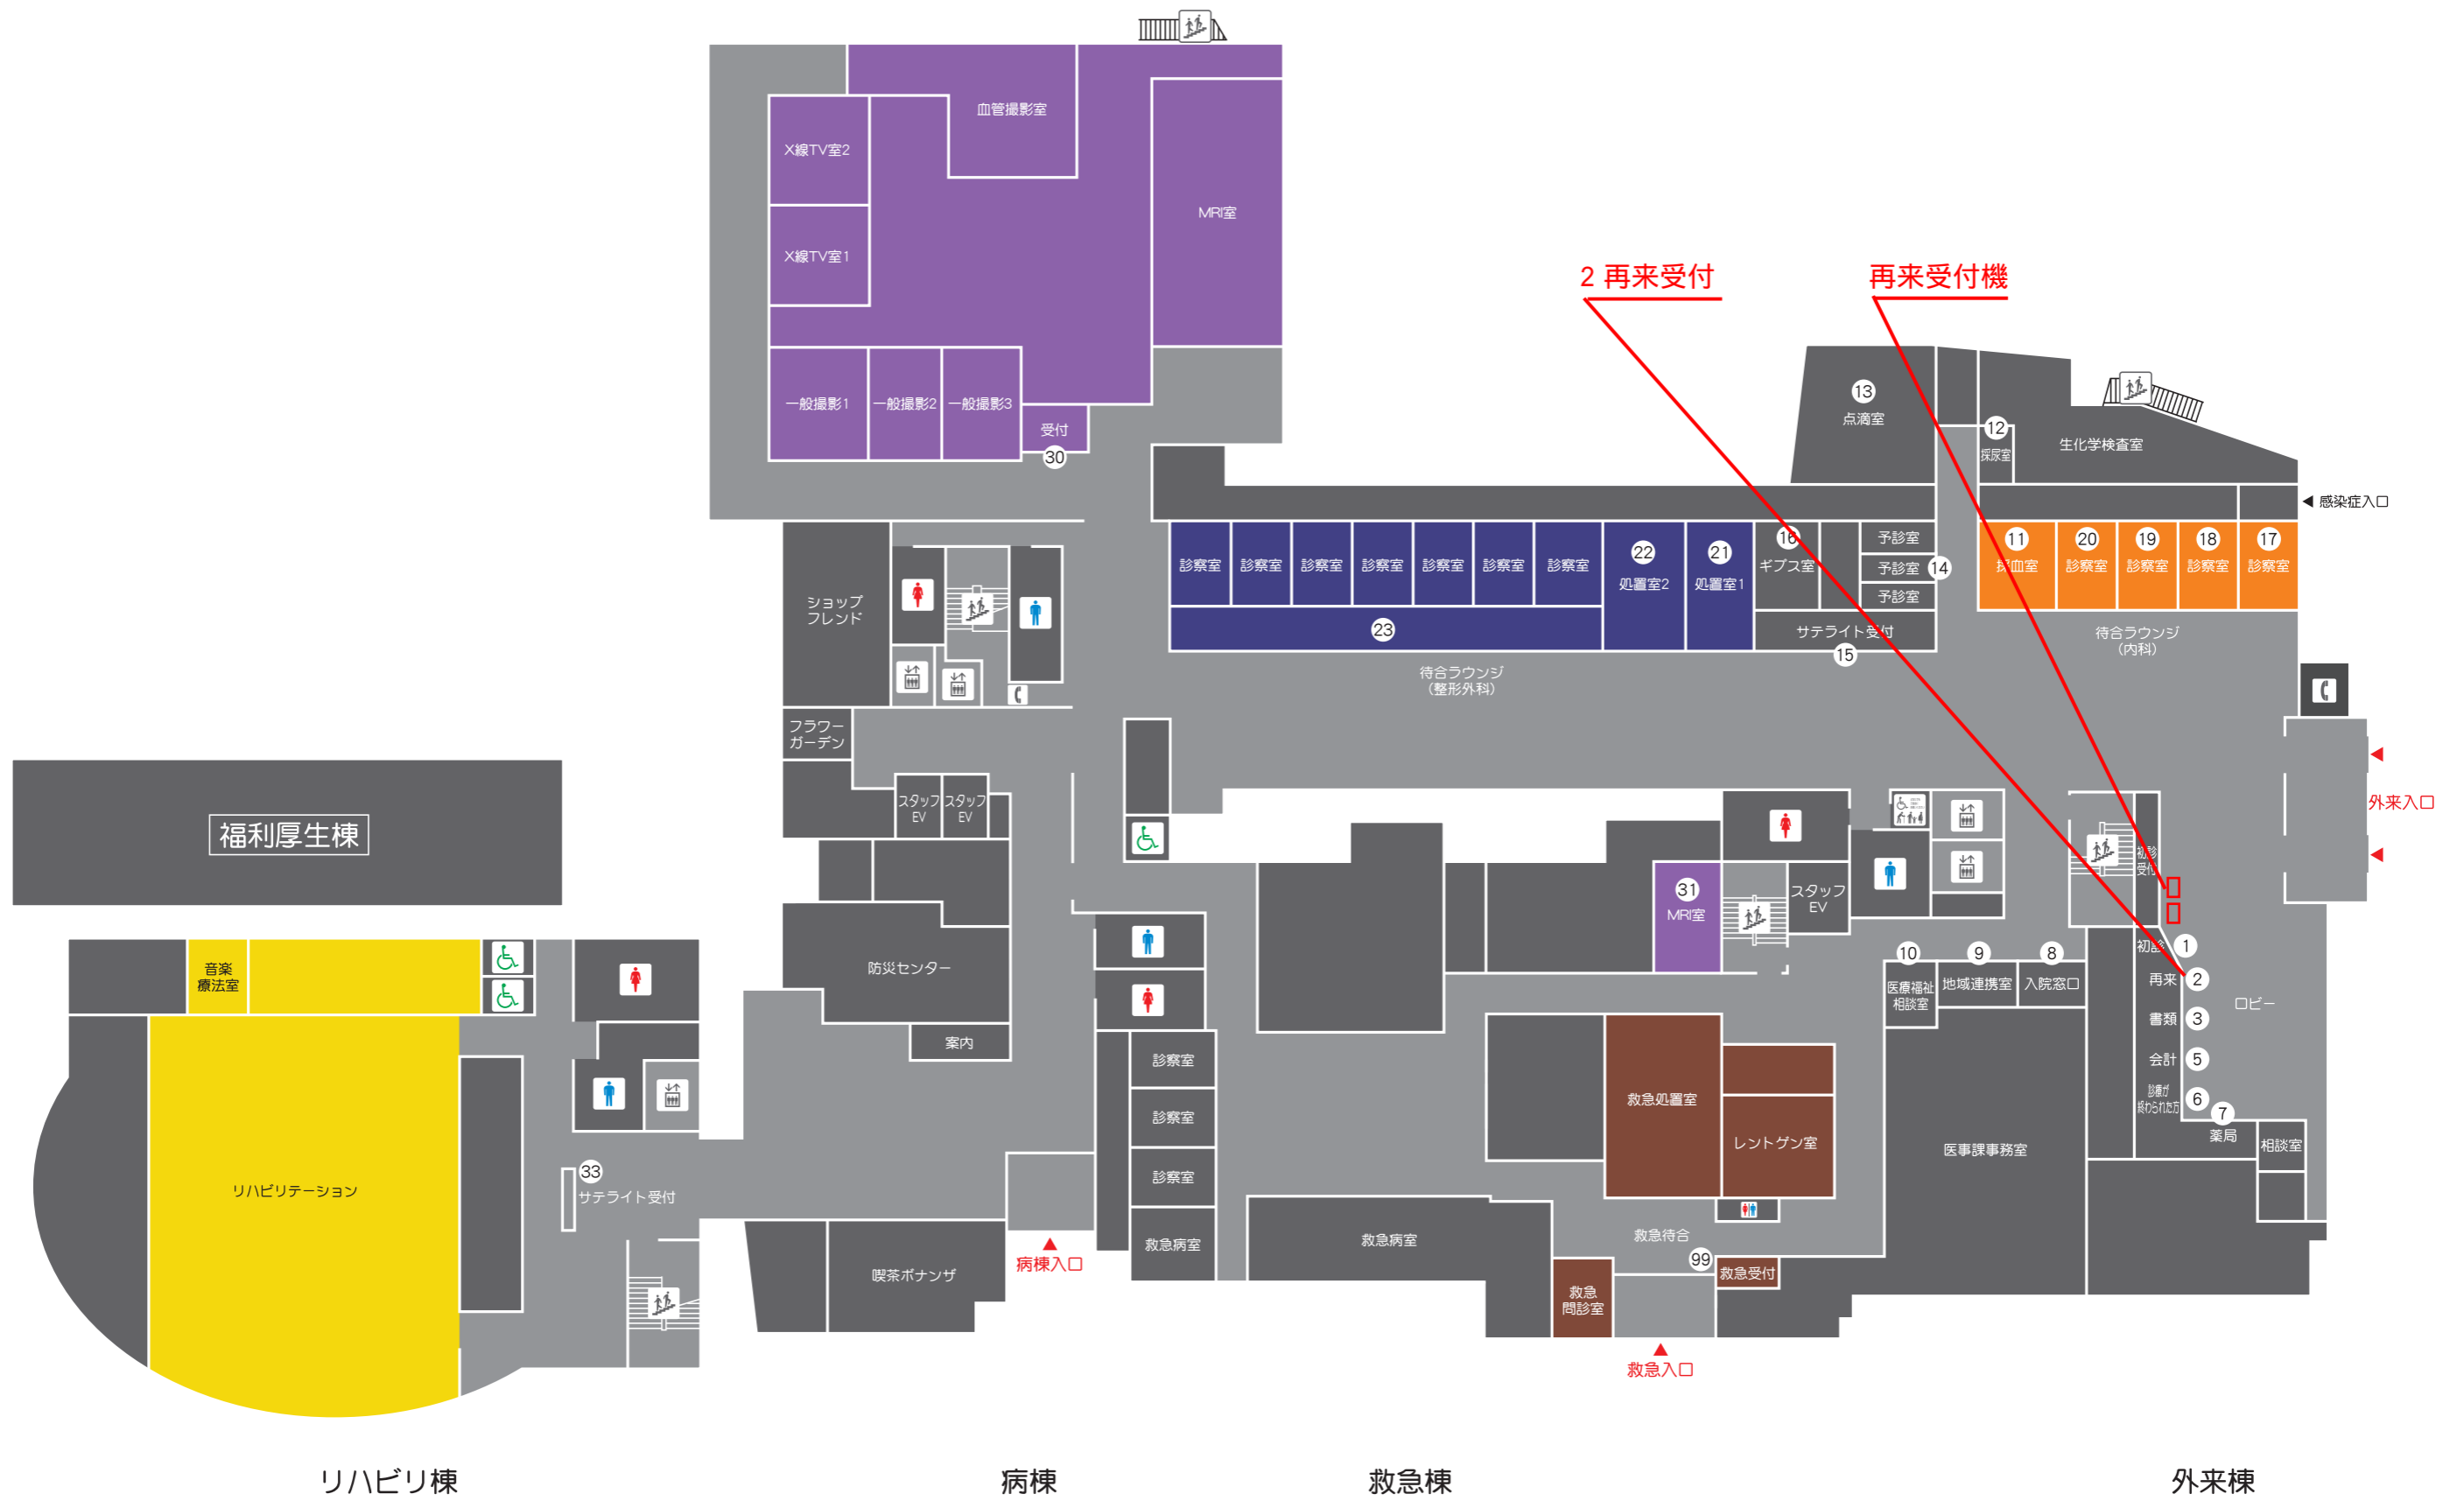 血管撮影室
X線TV室2
MRI室
X線TV室1
2 再来受付
再来受付機
一般撮影1
一般撮影2
一般撮影3
受付
30
13
点滴室
12
採尿室
生化学検査室
感染症入口
診察室
診察室
診察室
診察室
診察室
診察室
診察室
22
処置室2
21
処置室1
16
ギプス室
予診室
予診室
14
予診室
11
採血室
20
診察室
19
診察室
18
診察室
17
診察室
23
サテライト受付
15
待合ラウンジ
(内科)
待合ラウンジ
(整形外科)
ショップ
フレンド
フラワー
ガーデン
スタッフ
EV
スタッフ
EV
外来入口
福利厚生棟
初診
受付
31
MRI室
スタッフ
EV
音楽
療法室
防災センター
案内
10
医療福祉
相談室
9
地域連携室
8
入院窓口
初診
1
再来
2
書類
3
会計
5
診療が
終わられた方
6
7
薬局
相談室
ロビー
診察室
診察室
診察室
救急病室
救急処置室
レントゲン室
医事課事務室
リハビリテーション
33
サテライト受付
救急病室
救急待合
99
救急受付
救急
問診室
喫茶ボナンザ
病棟入口
救急入口
リハビリ棟
病棟
救急棟
外来棟